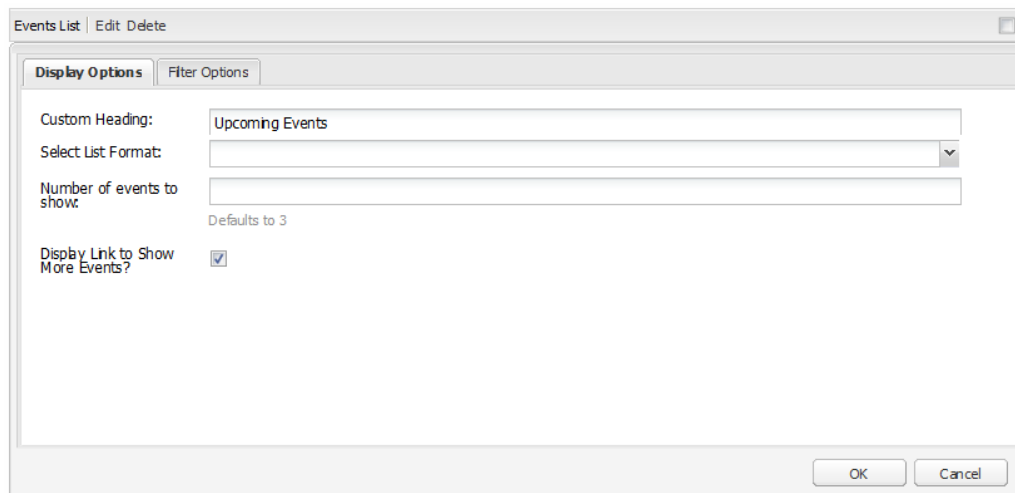 Events List Edit Delete
Display Options Filter Options
Custom Heading: Upcoming Events
Select List Format:
Number of events to
show:
Defaults to 3
Display Link to Show
More Events?
OK Cancel